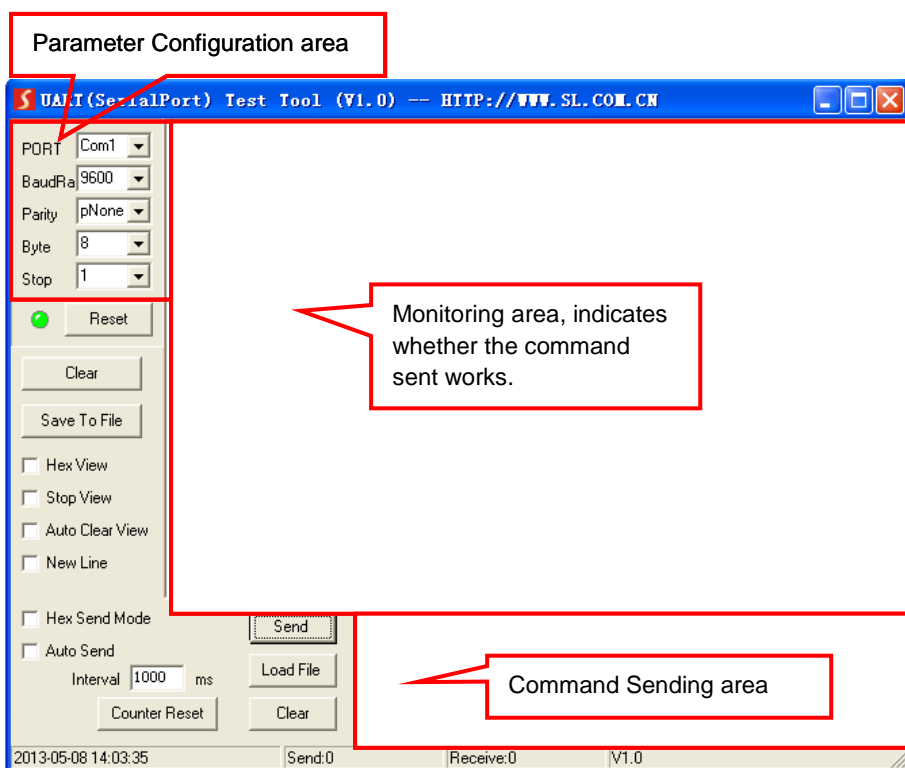 Parameter Configuration area
UART(SerialPort) Test Tool (V1.0) -- HTTP://WWW.SL.COM.CN
PORT Com1
BaudRa 9600
Parity pNone
Byte 8
Stop 1
Reset
Monitoring area, indicates
whether the command
sent works.
Clear
Save To File
Hex View
Stop View
Auto Clear View
New Line
Hex Send Mode
Send
Auto Send
Load File
Interval 1000 ms
Command Sending area
Counter Reset
Clear
2013-05-08 14:03:35 Send:0 Receive:0 V1.0